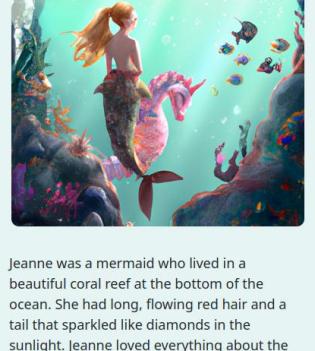 Jeanne was a mermaid who lived in a
beautiful coral reef at the bottom of the
ocean. She had long, flowing red hair and a
tail that sparkled like diamonds in the
sunlight. Jeanne loved everything about the